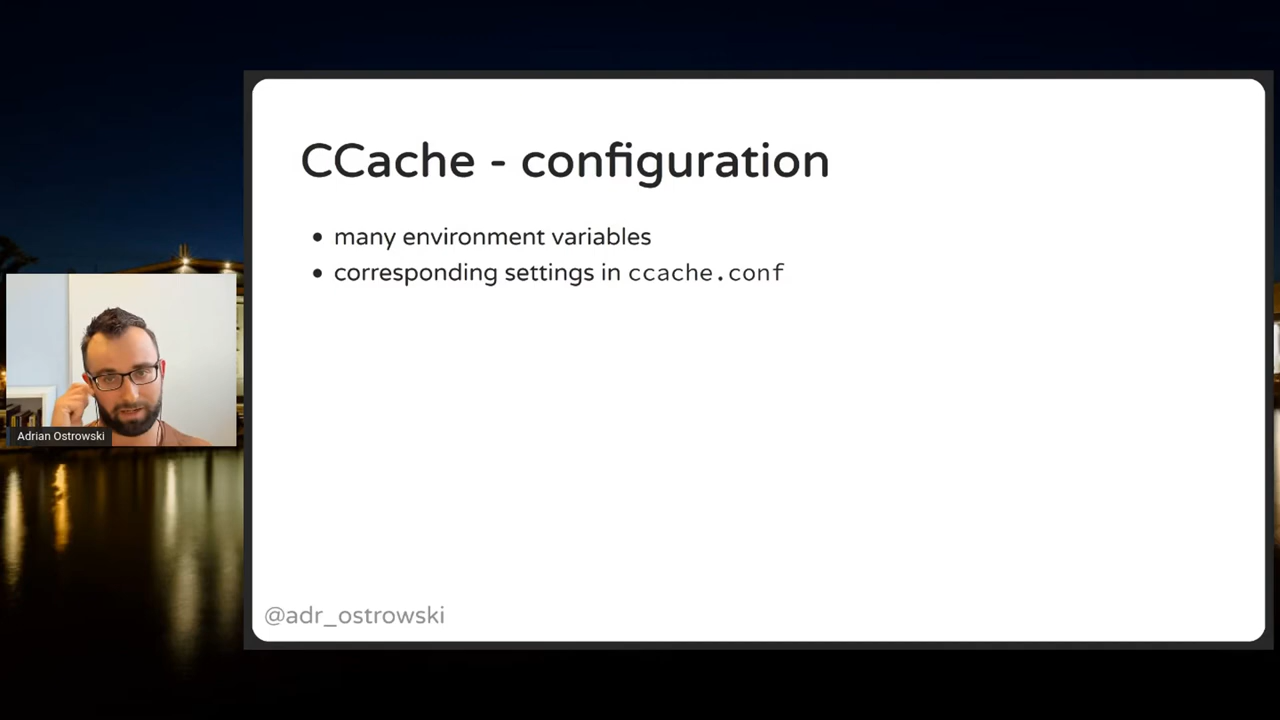 CCache - configuration
many environment variables
corresponding settings in ccache.conf
Adrian Ostrowski
@adr_ostrowski